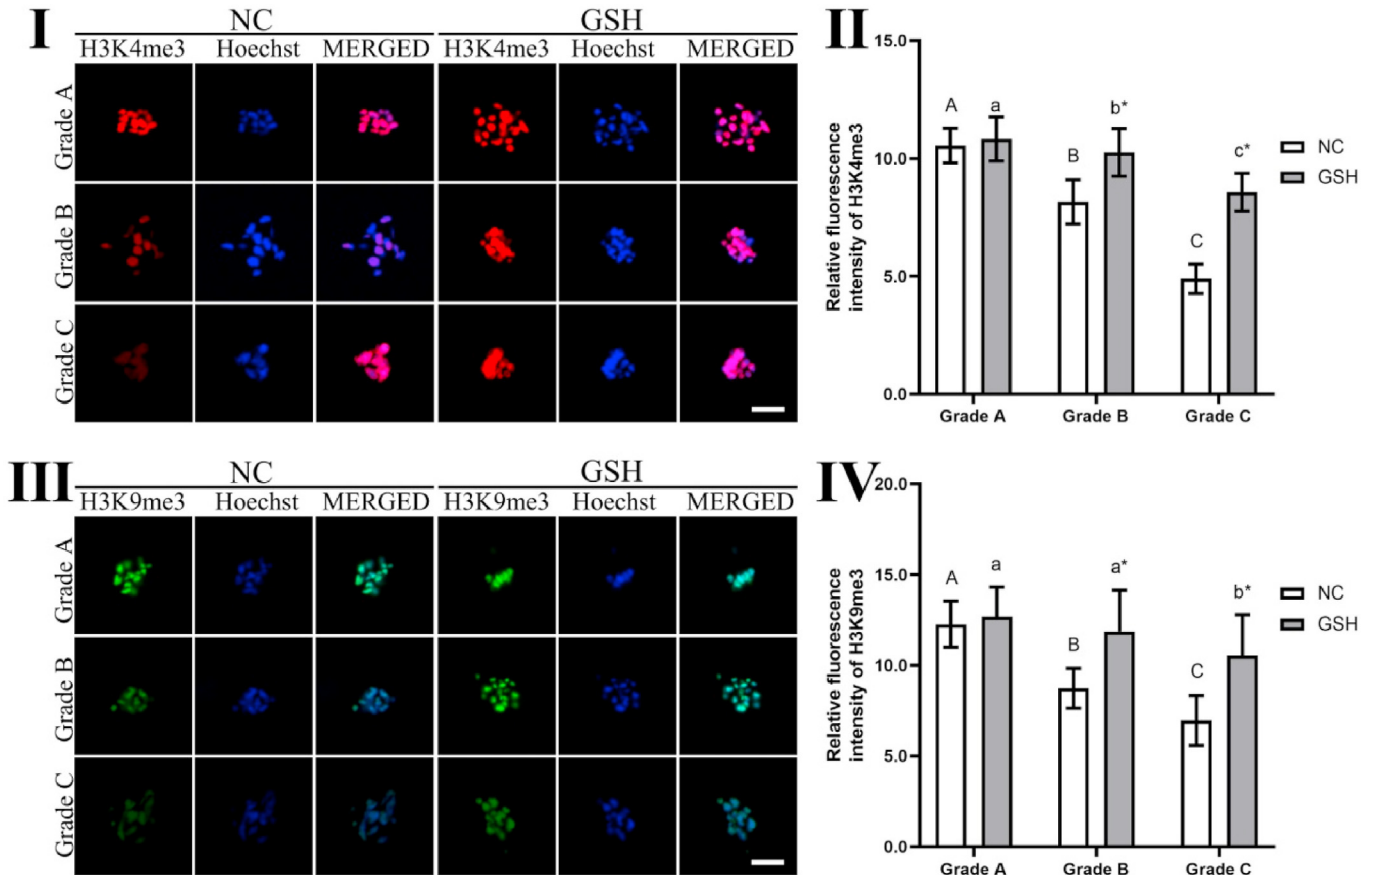 I
NC GSH
H3K4me3 Hoechst MERGED H3K4me3 Hoechst MERGED
Grade A
Grade B
Grade C
II
Relative fluorescence
intensity of H3K4me3
15.0
10.0
5.0
0.0
A a B b* C c*
Grade A Grade B Grade C
NC
GSH
III
NC GSH
H3K9me3 Hoechst MERGED H3K4me3 Hoechst MERGED
Grade A
Grade B
Grade C
IV
Relative fluorescence
intensity of H3K9me3
20.0
15.0
10.0
5.0
0.0
A a B a* C b*
Grade A Grade B Grade C
NC
GSH